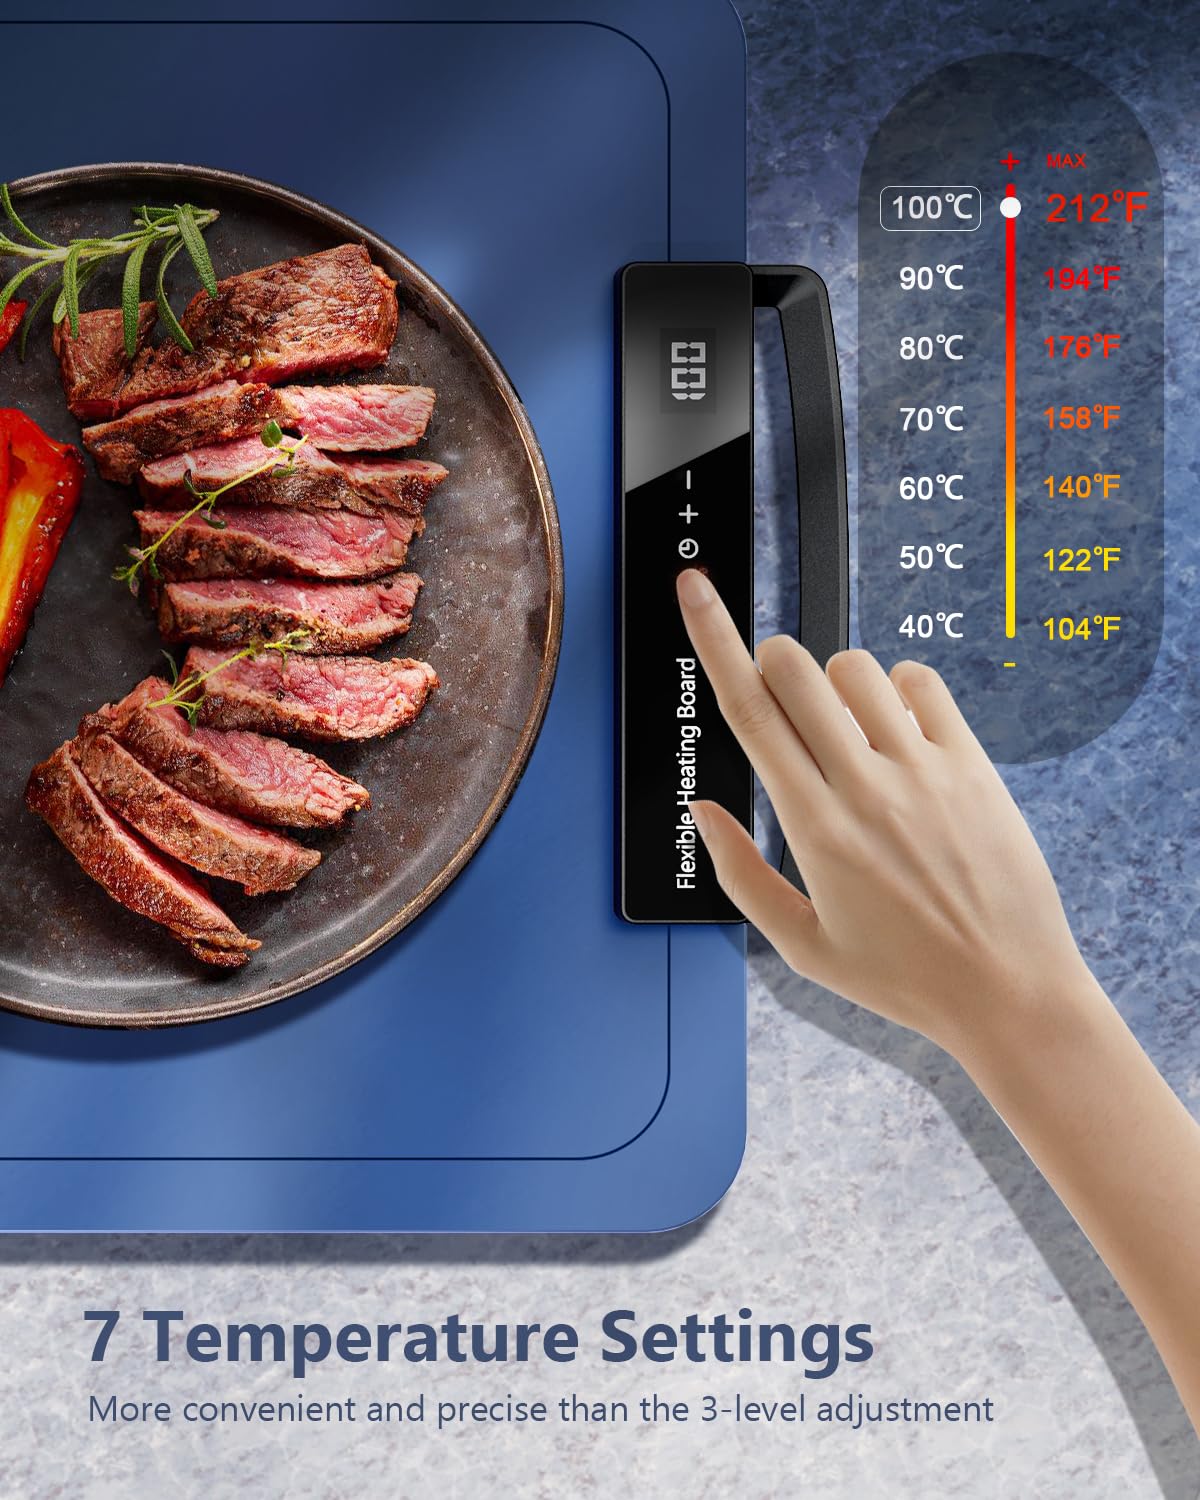 + MAX
100℃ 212℉
90℃ 194℉
80℃ 176℉
70℃ 158℉
60℃ 140℉
50℃ 122℉
40℃ 104℉
-
100
+ -
Flexible Heating Board
7 Temperature Settings
More convenient and precise than the 3-level adjustment